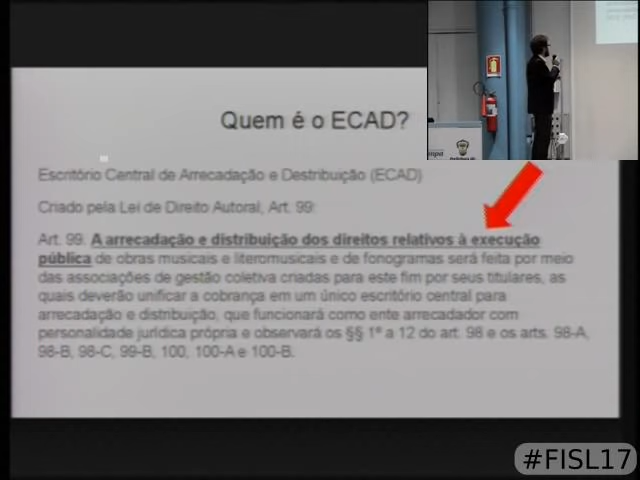 Quem é o ECAD?
Escritório Central de Arrecadação e Destribuição (ECAD)
Criado pela Lei de Direito Autoral, Art. 99:
Art. 99. A arrecadação e distribuição dos direitos relativos à execução
pública de obras musicais e literomusicais e de fonogramas será feita por meio
das associações de gestão coletiva criadas para este fim por seus titulares, as
quais deverão unificar a cobrança em um único escritório central para
arrecadação e distribuição, que funcionará como ente arrecadador com
personalidade jurídica própria e observará os §§ 1º a 12 do art. 98 e os arts. 98-A,
98-B, 98-C, 99-B, 100, 100-A e 100-B.
#FISL17